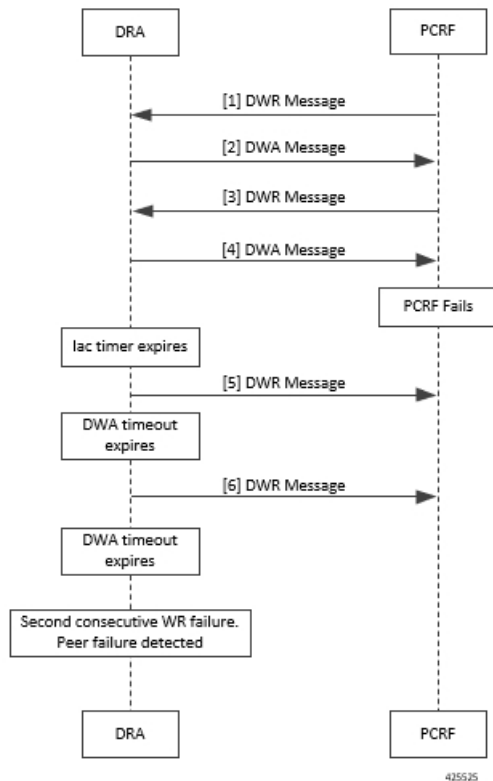 DRA
PCRF
[1] DWR Message
[2] DWA Message
[3] DWR Message
[4] DWA Message
PCRF Fails
Iac timer expires
[5] DWR Message
DWA timeout
expires
[6] DWR Message
DWA timeout
expires
Second consecutive WR failure.
Peer failure detected
DRA
PCRF
425525